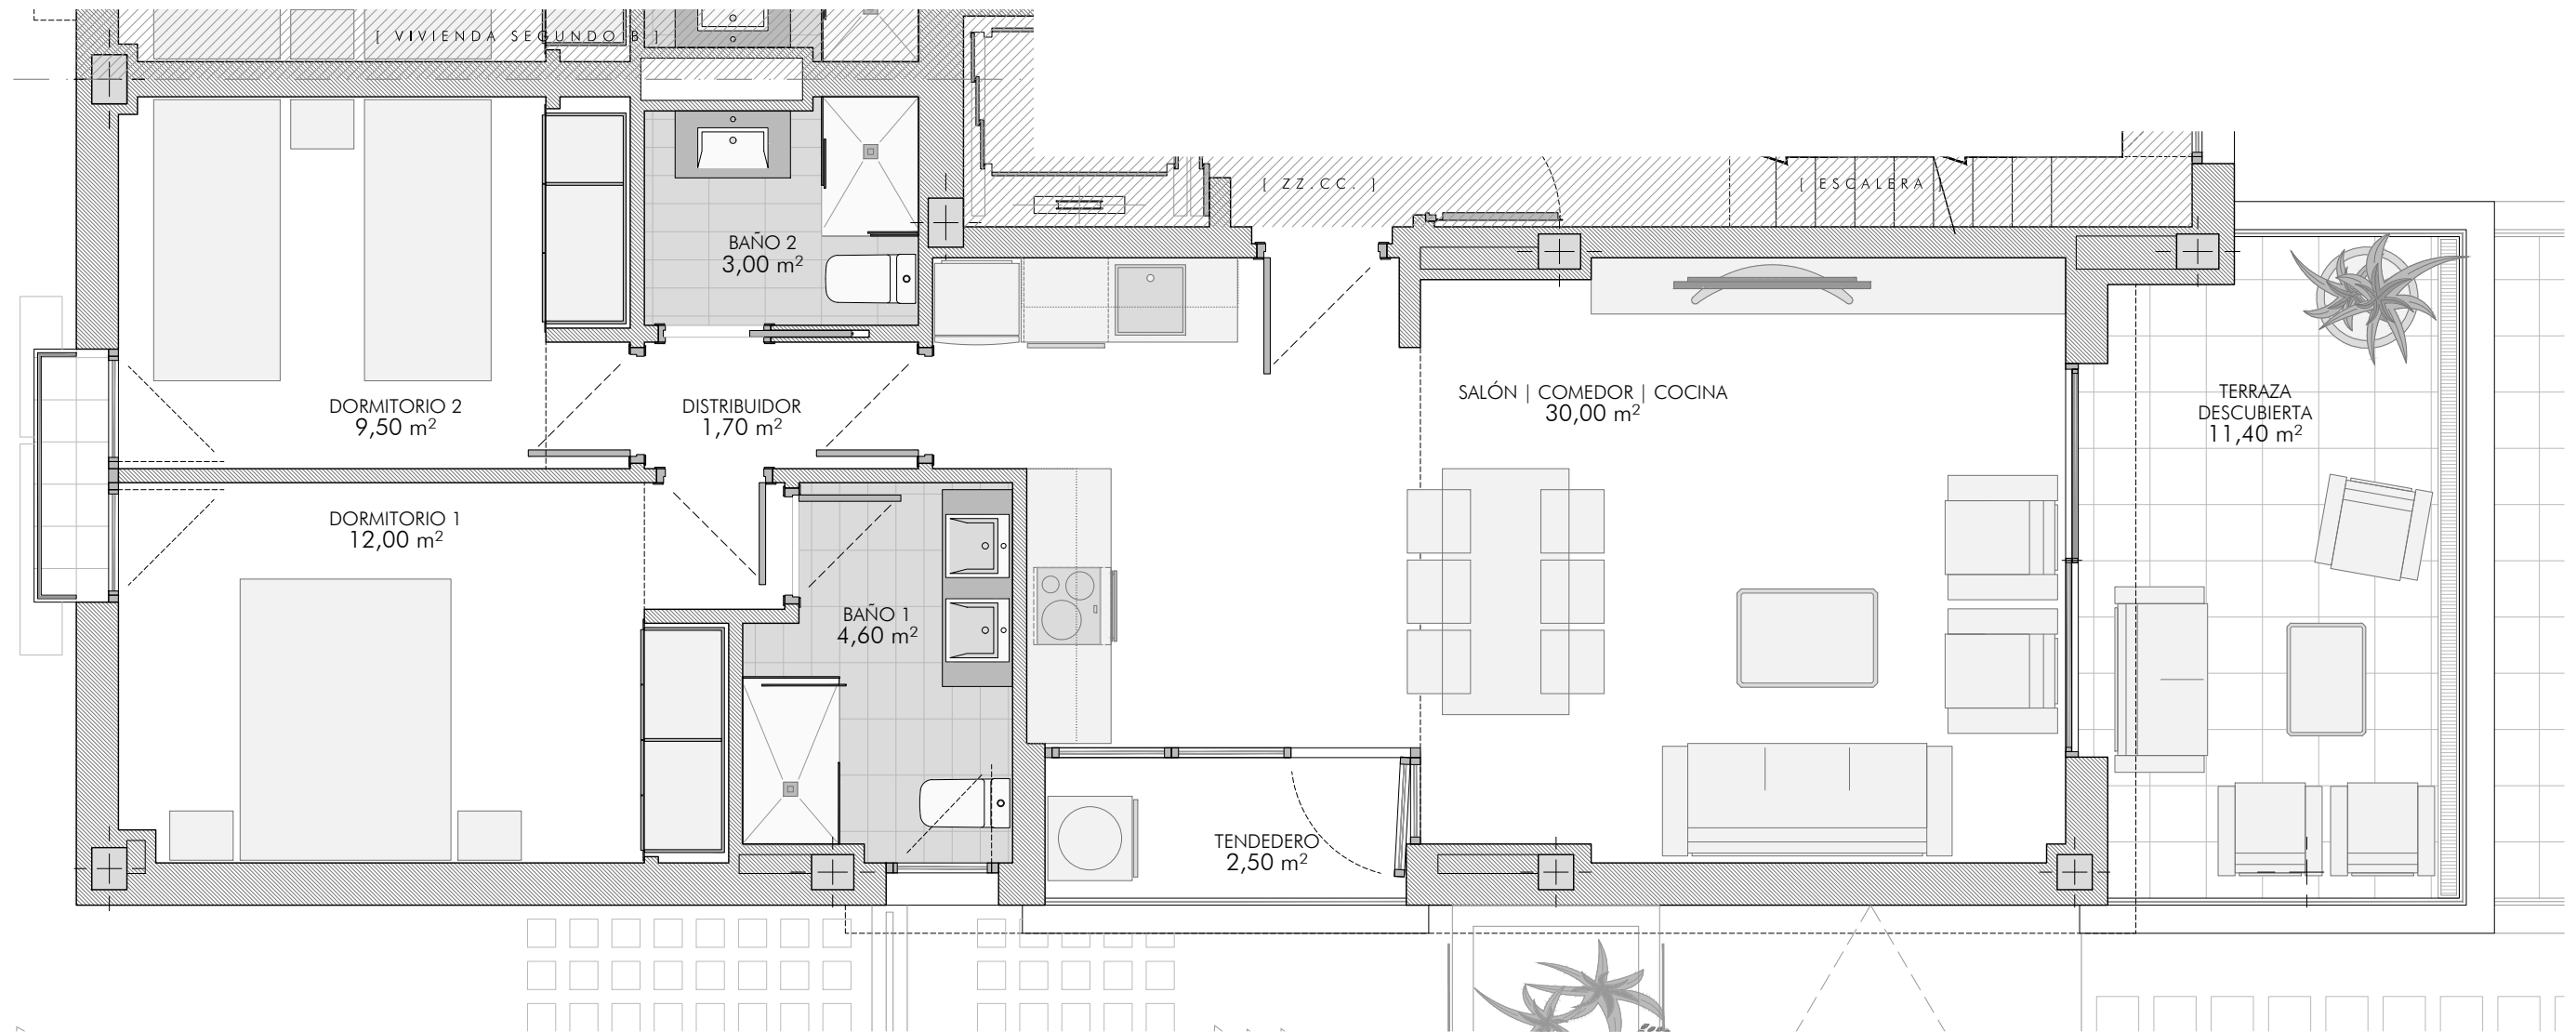 [ VIVIENDA SEGUNDO B ]
[ ZZ.CC. ]
[ ESCALERA ]
BAÑO 2
3,00 m²
DORMITORIO 2
9,50 m²
DISTRIBUIDOR
1,70 m²
SALÓN | COMEDOR | COCINA
30,00 m²
TERRAZA
DESCUBIERTA
11,40 m²
DORMITORIO 1
12,00 m²
BAÑO 1
4,60 m²
TENDEDERO
2,50 m²